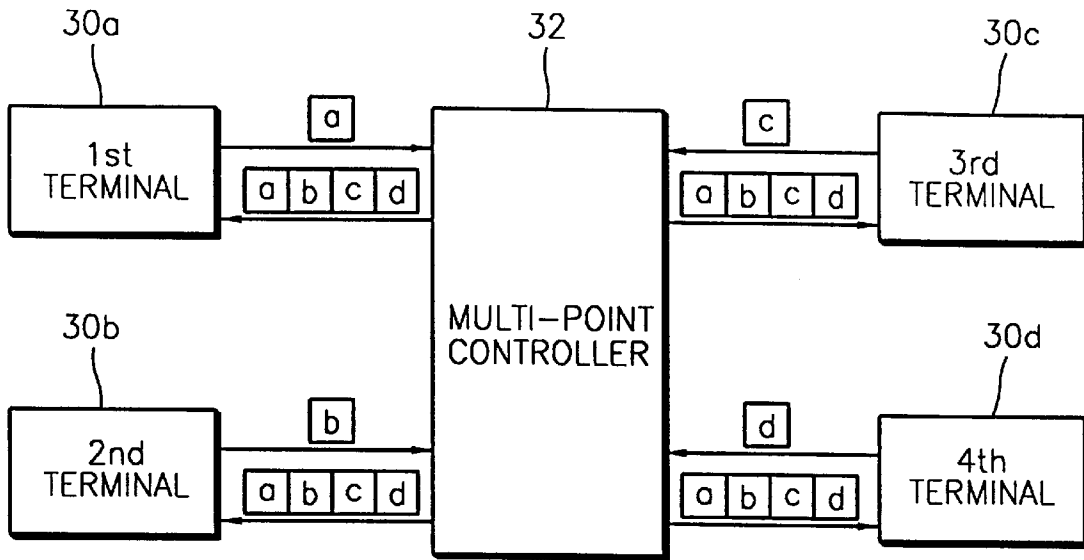 30a
32
30c
a
c
1st
TERMINAL
3rd
TERMINAL
a b c d
a b c d
MULTI-POINT
CONTROLLER
30b
30d
b
d
2nd
TERMINAL
4th
TERMINAL
a b c d
a b c d